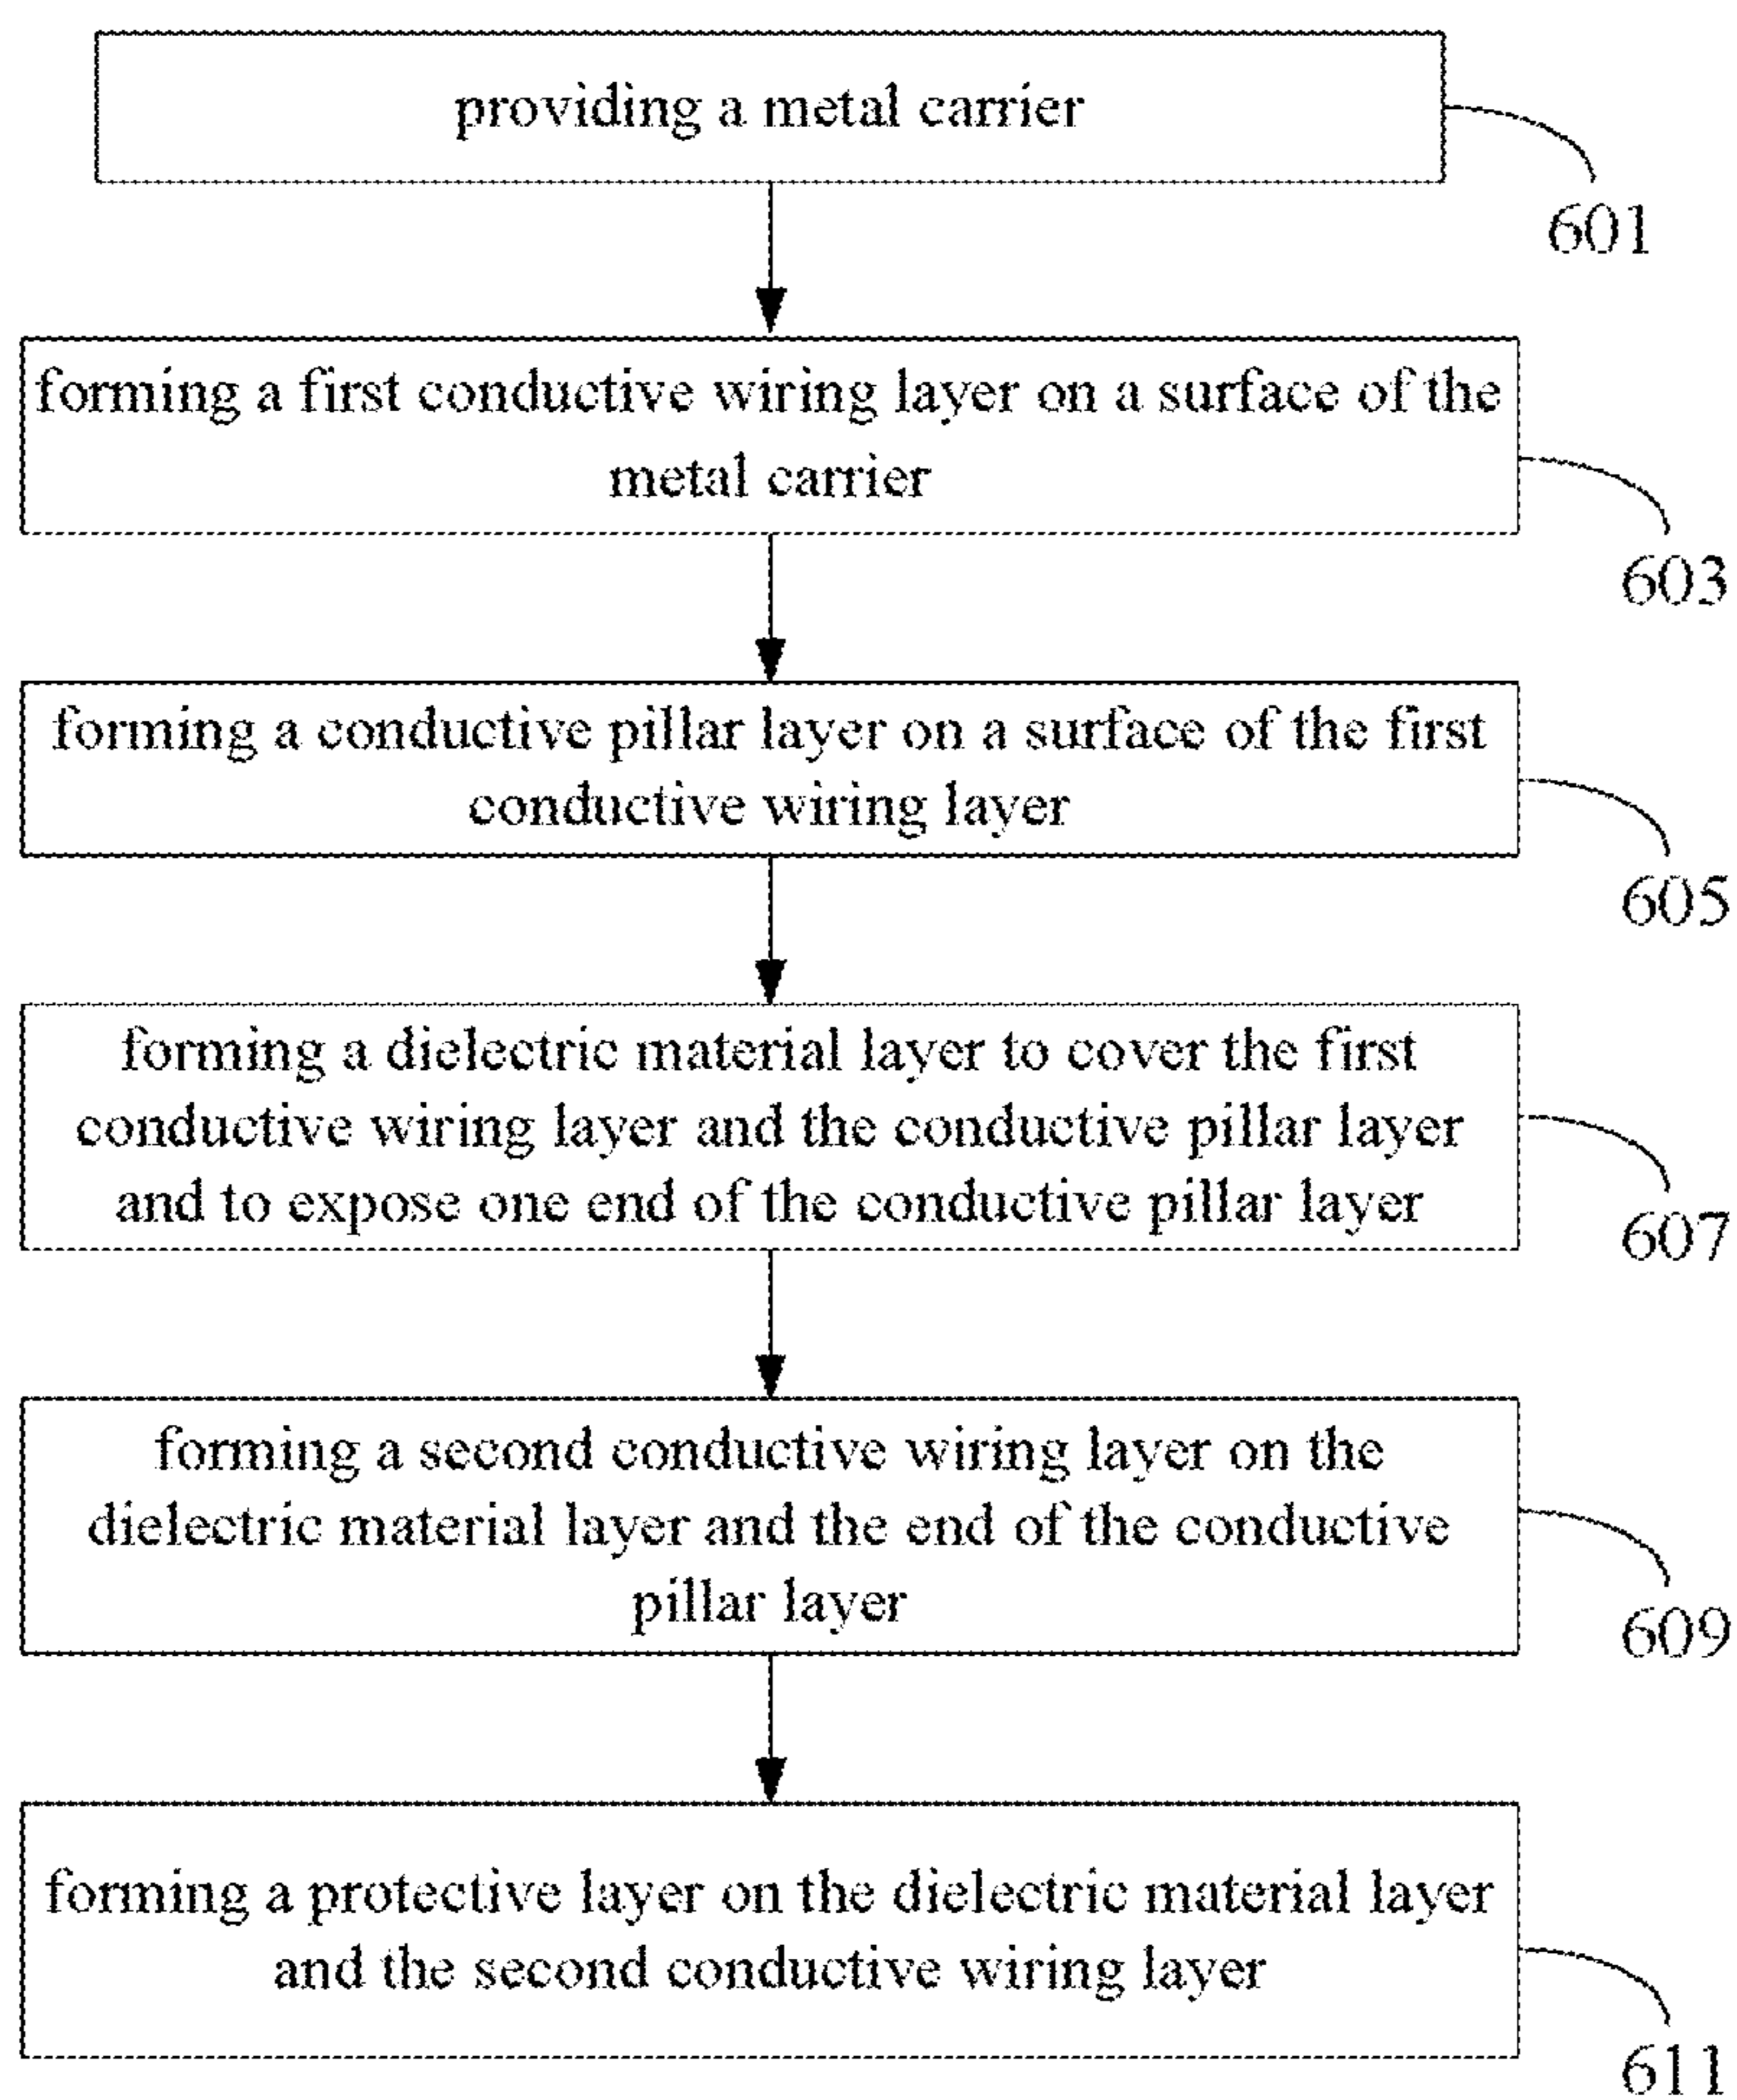 providing a metal carrier
601
forming a first conductive wiring layer on a surface of the
metal carrier
603
forming a conductive pillar layer on a surface of the first
conductive wiring layer
605
forming a dielectric material layer to cover the first
conductive wiring layer and the conductive pillar layer
and to expose one end of the conductive pillar layer
607
forming a second conductive wiring layer on the
dielectric material layer and the end of the conductive
pillar layer
609
forming a protective layer on the dielectric material layer
and the second conductive wiring layer
611